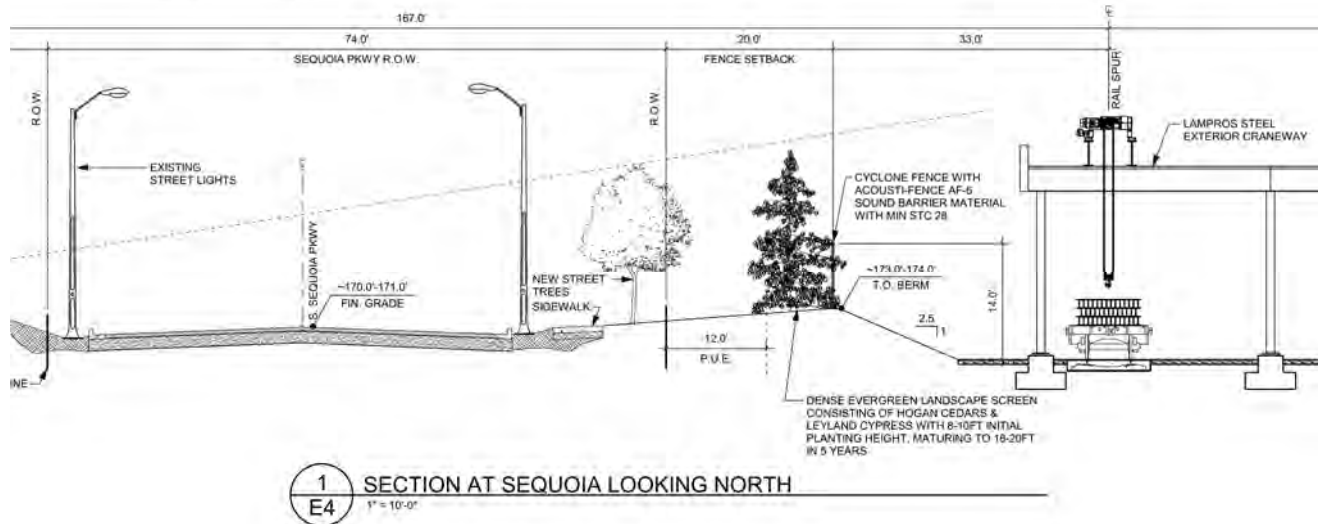 167.0'
74.0'
20.0'
33.0'
SEQUOIA PKWY R.O.W.
FENCE SETBACK
R.O.W.
R.O.W.
RAIL SPUR
LAMPROS STEEL
EXTERIOR CRANEWAY
EXISTING
STREET LIGHTS
CYCLONE FENCE WITH
ACOUSTI-FENCE AF-6
SOUND BARRIER MATERIAL
WITH MIN STC 28
S. SEQUOIA PKWY
~170.0'-171.0'
FIN. GRADE
NEW STREET
TREES
SIDEWALK
~173.0'-174.0'
T.O. BERM
2.5
1
14.0'
12.0'
P.U.E.
DENSE EVERGREEN LANDSCAPE SCREEN
CONSISTING OF HOGAN CEDARS &
LEYLAND CYPRESS WITH 8-10FT INITIAL
PLANTING HEIGHT, MATURING TO 16-20FT
IN 5 YEARS
1
E4
SECTION AT SEQUOIA LOOKING NORTH
1" = 10'-0"